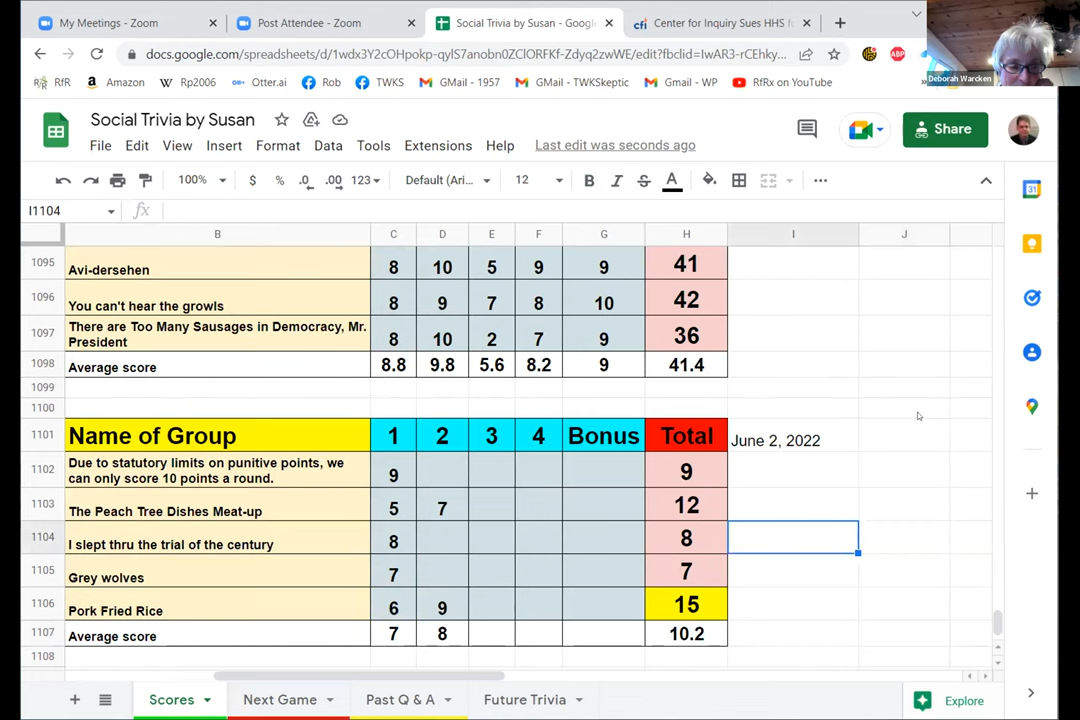 My Meetings - Zoom
Post Attendee - Zoom
Social Trivia by Susan - Googl
Center for Inquiry Sues HHS f
docs.google.com/spreadsheets/d/1wdx3Y2cOHpokp-qylS7anobn0ZClORFKf-Zdyq2zwWE/edit?fbclid=IwAR3-rCEhky...
ABP
Deborah Warcken
RfR
Amazon
Rp2006
Otter.ai
Rob
TWKS
GMail - 1957
GMail - TWKSkeptic
Gmail - WP
RfRx on YouTube
Social Trivia by Susan
File Edit View Insert Format Data Tools Extensions Help Last edit was seconds ago
Share
100% $ % .0 .00 123 Default (Ari... 12 B I S A
31
I1104 fx
B C D E F G H I J
1095 Avi-dersehen 8 10 5 9 9 41
1096 You can't hear the growls 8 9 7 8 10 42
1097 There are Too Many Sausages in Democracy, Mr.
President 8 10 2 7 9 36
1098 Average score 8.8 9.8 5.6 8.2 9 41.4
1099
1100
1101 Name of Group 1 2 3 4 Bonus Total June 2, 2022
1102 Due to statutory limits on punitive points, we
can only score 10 points a round. 9 9
1103 The Peach Tree Dishes Meat-up 5 7 12
1104 I slept thru the trial of the century 8 8
1105 Grey wolves 7 7
1106 Pork Fried Rice 6 9 15
1107 Average score 7 8 10.2
1108
Scores Next Game Past Q & A Future Trivia Explore